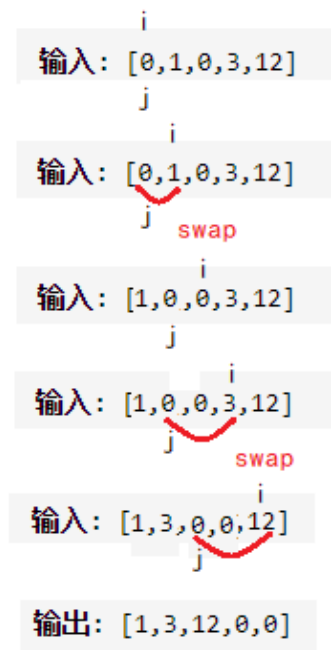 i
输入: [0,1,0,3,12]
j
i
输入: [0,1,0,3,12]
j swap
i
输入: [1,0,0,3,12]
j
i
输入: [1,0,0,3,12]
j
swap
i
输入: [1,3,0,0,12]
j
输出: [1,3,12,0,0]